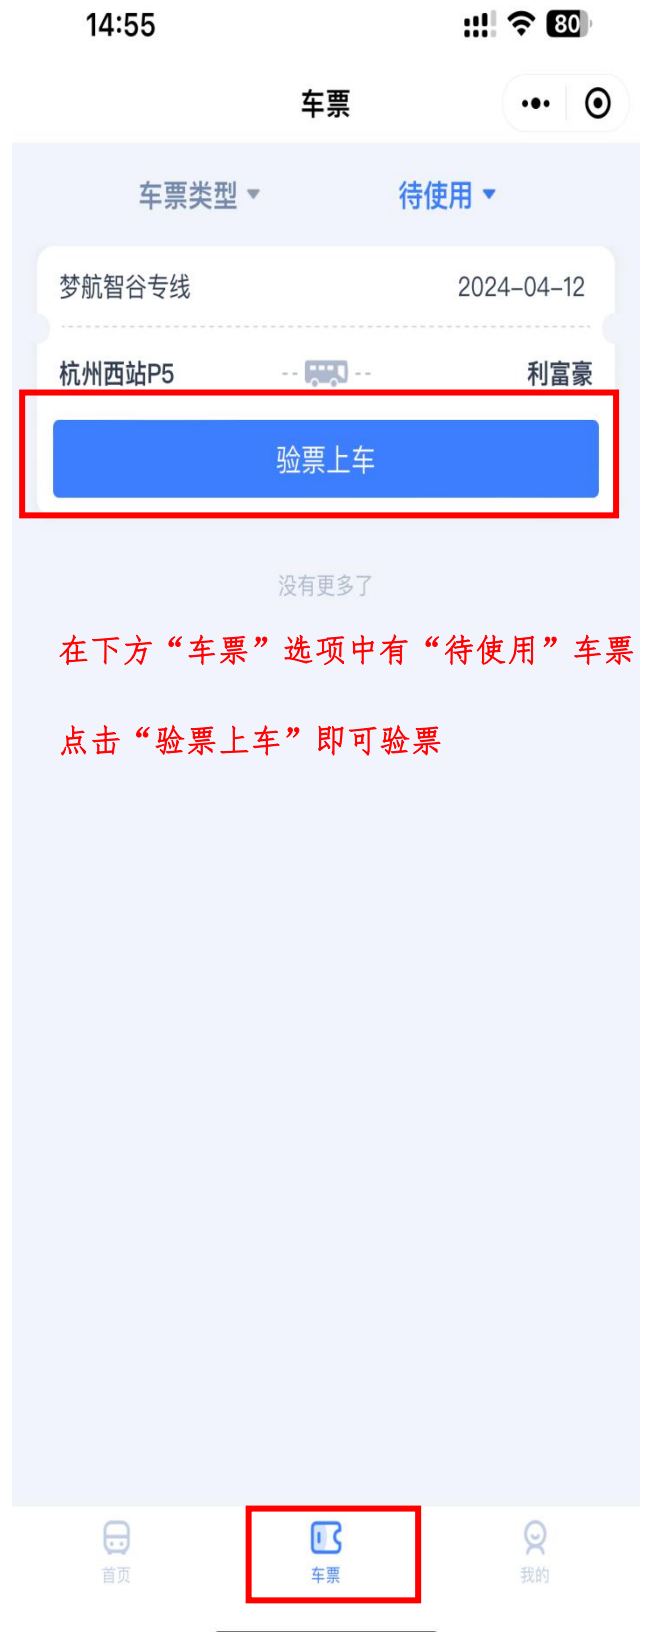 14:55
80
车票
车票类型
待使用
梦航智谷专线
2024-04-12
杭州西站P5
利富豪
验票上车
没有更多了
在下方“车票”选项中有“待使用”车票
点击“验票上车”即可验票
首页
车票
我的